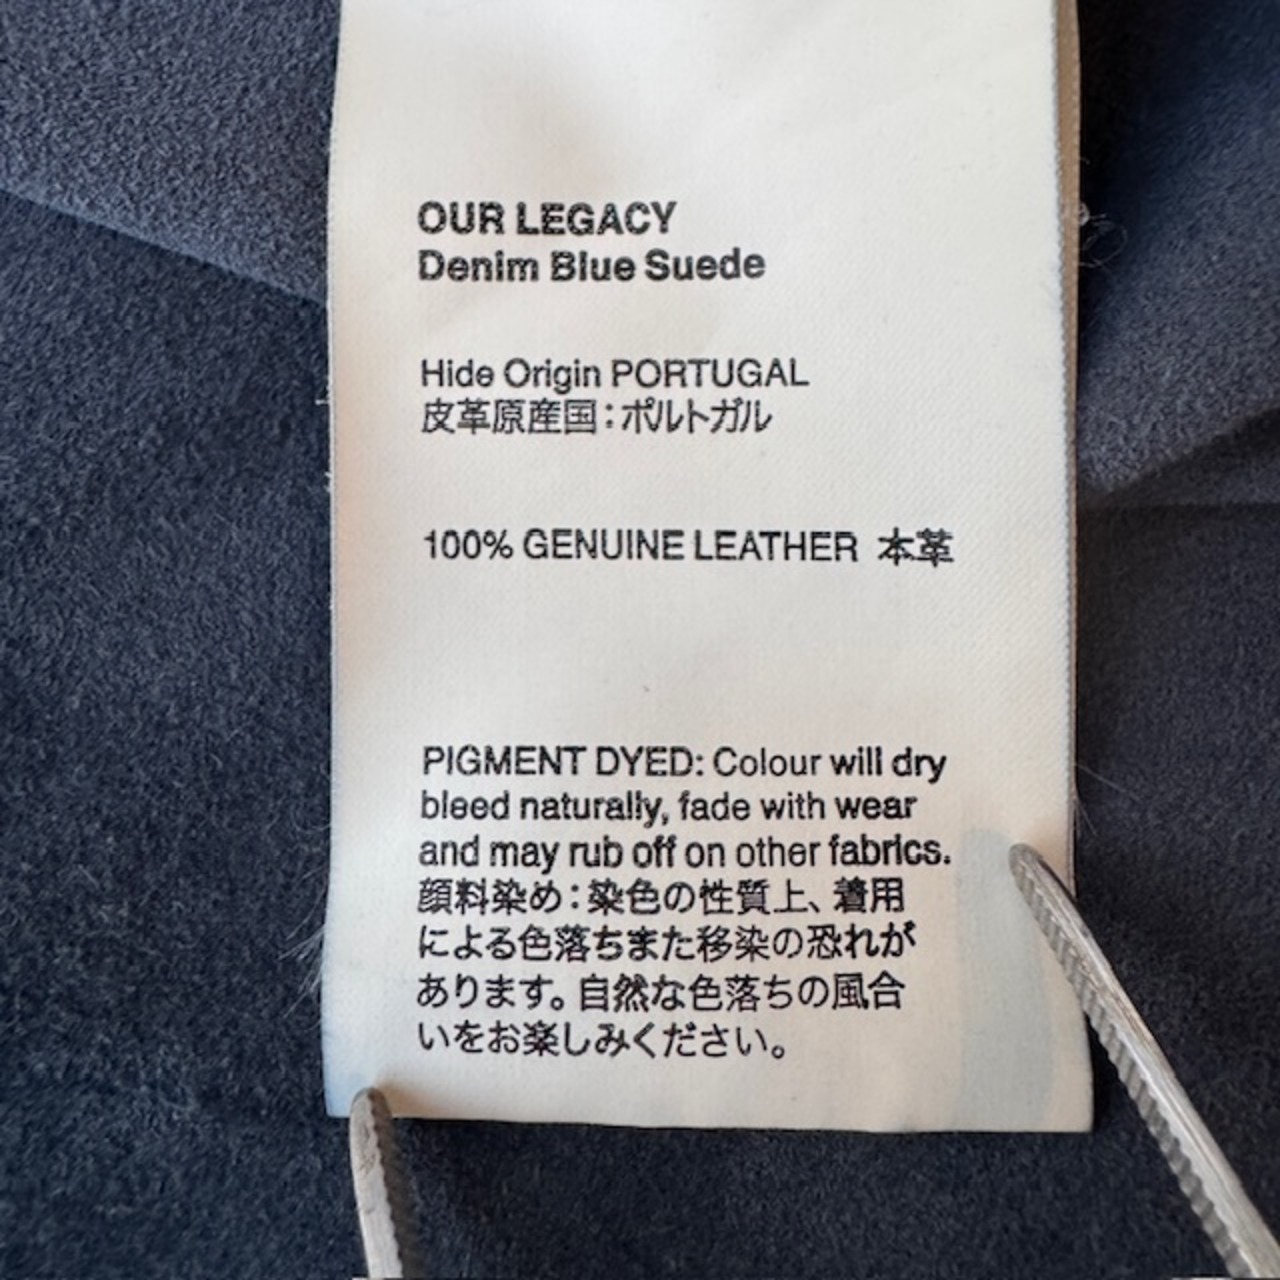 OUR LEGACY
Denim Blue Suede
Hide Origin PORTUGAL
皮革原産国：ポルトガル
100% GENUINE LEATHER 本革
PIGMENT DYED: Colour will dry
bleed naturally, fade with wear
and may rub off on other fabrics.
顔料染め：染色の性質上、着用
による色落ちまた移染の恐れが
あります。自然な色落ちの風合
いをお楽しみください。